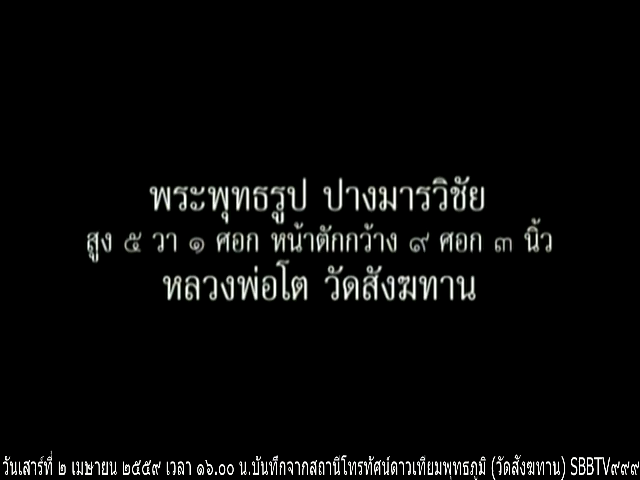 พระพุทธรูป ปางมารวิชัย
สูง ๕ วา ๑ ศอก หน้าตักกว้าง ๙ ศอก ๓ นิ้ว
หลวงพ่อโต วัดสังฆทาน
วันเสาร์ที่ ๒ เมษายน ๒๕๕๙ เวลา ๑๖.๐๐ น.บันทึกจากสถานีโทรทัศน์ดาวเทียมพุทธภูมิ (วัดสังฆทาน) SBBTV๙๙๙